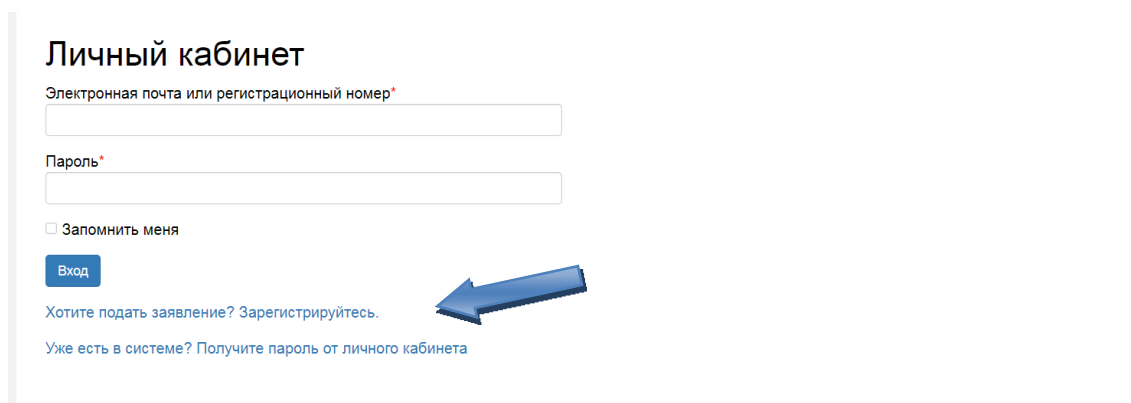 Личный кабинет
Электронная почта или регистрационный номер*
Пароль*
Запомнить меня
Вход
Хотите подать заявление? Зарегистрируйтесь.
Уже есть в системе? Получите пароль от личного кабинета